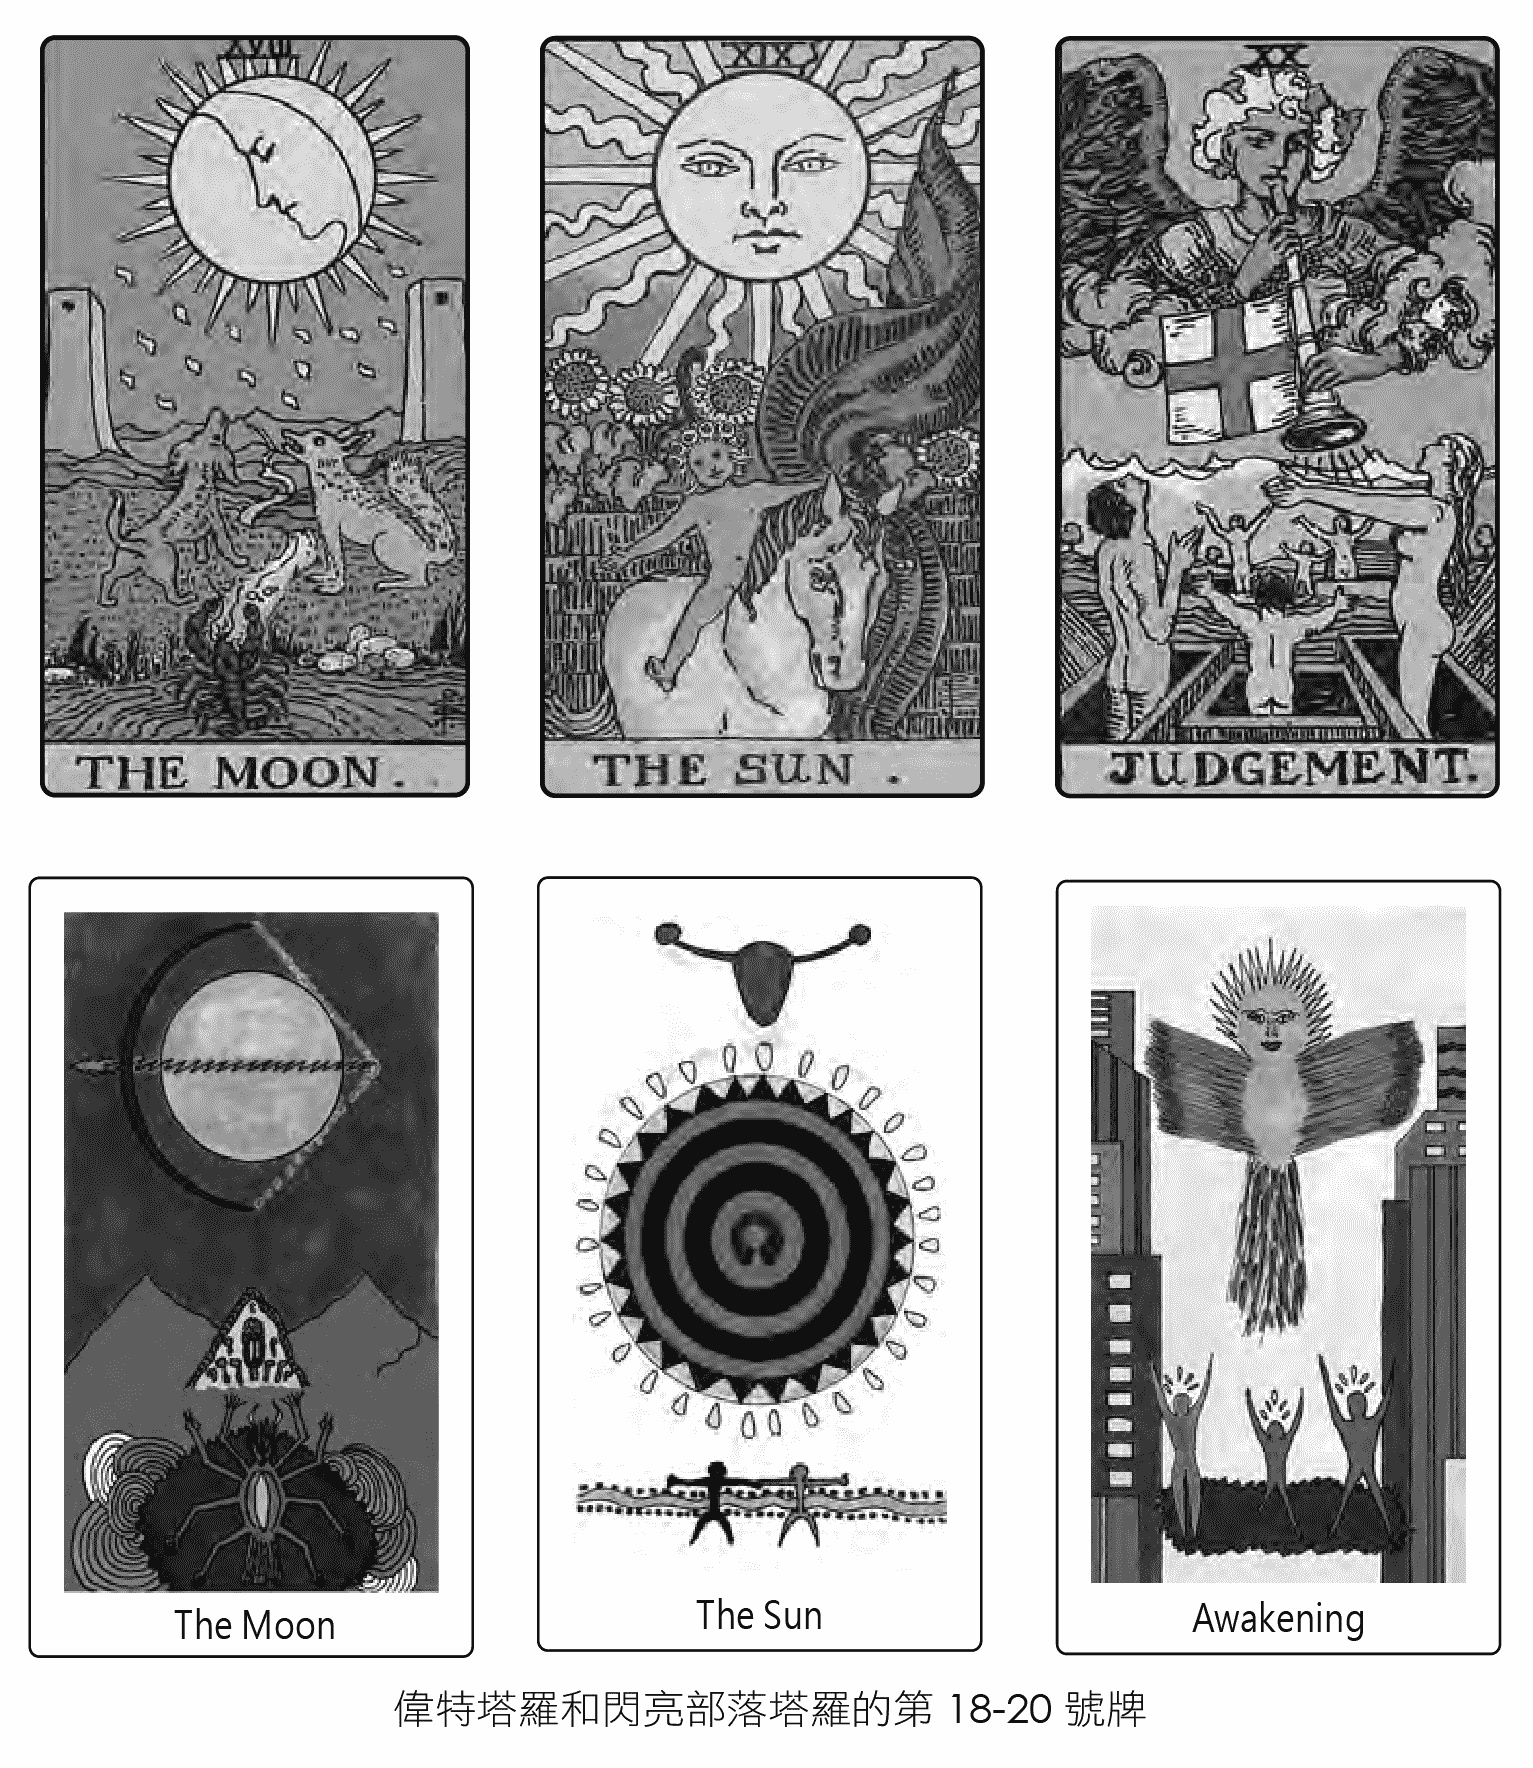 XVIII
XIX
XX
THE MOON.
THE SUN .
JUDGEMENT.
The Moon
The Sun
Awakening
偉特塔羅和閃亮部落塔羅的第 18-20 號牌